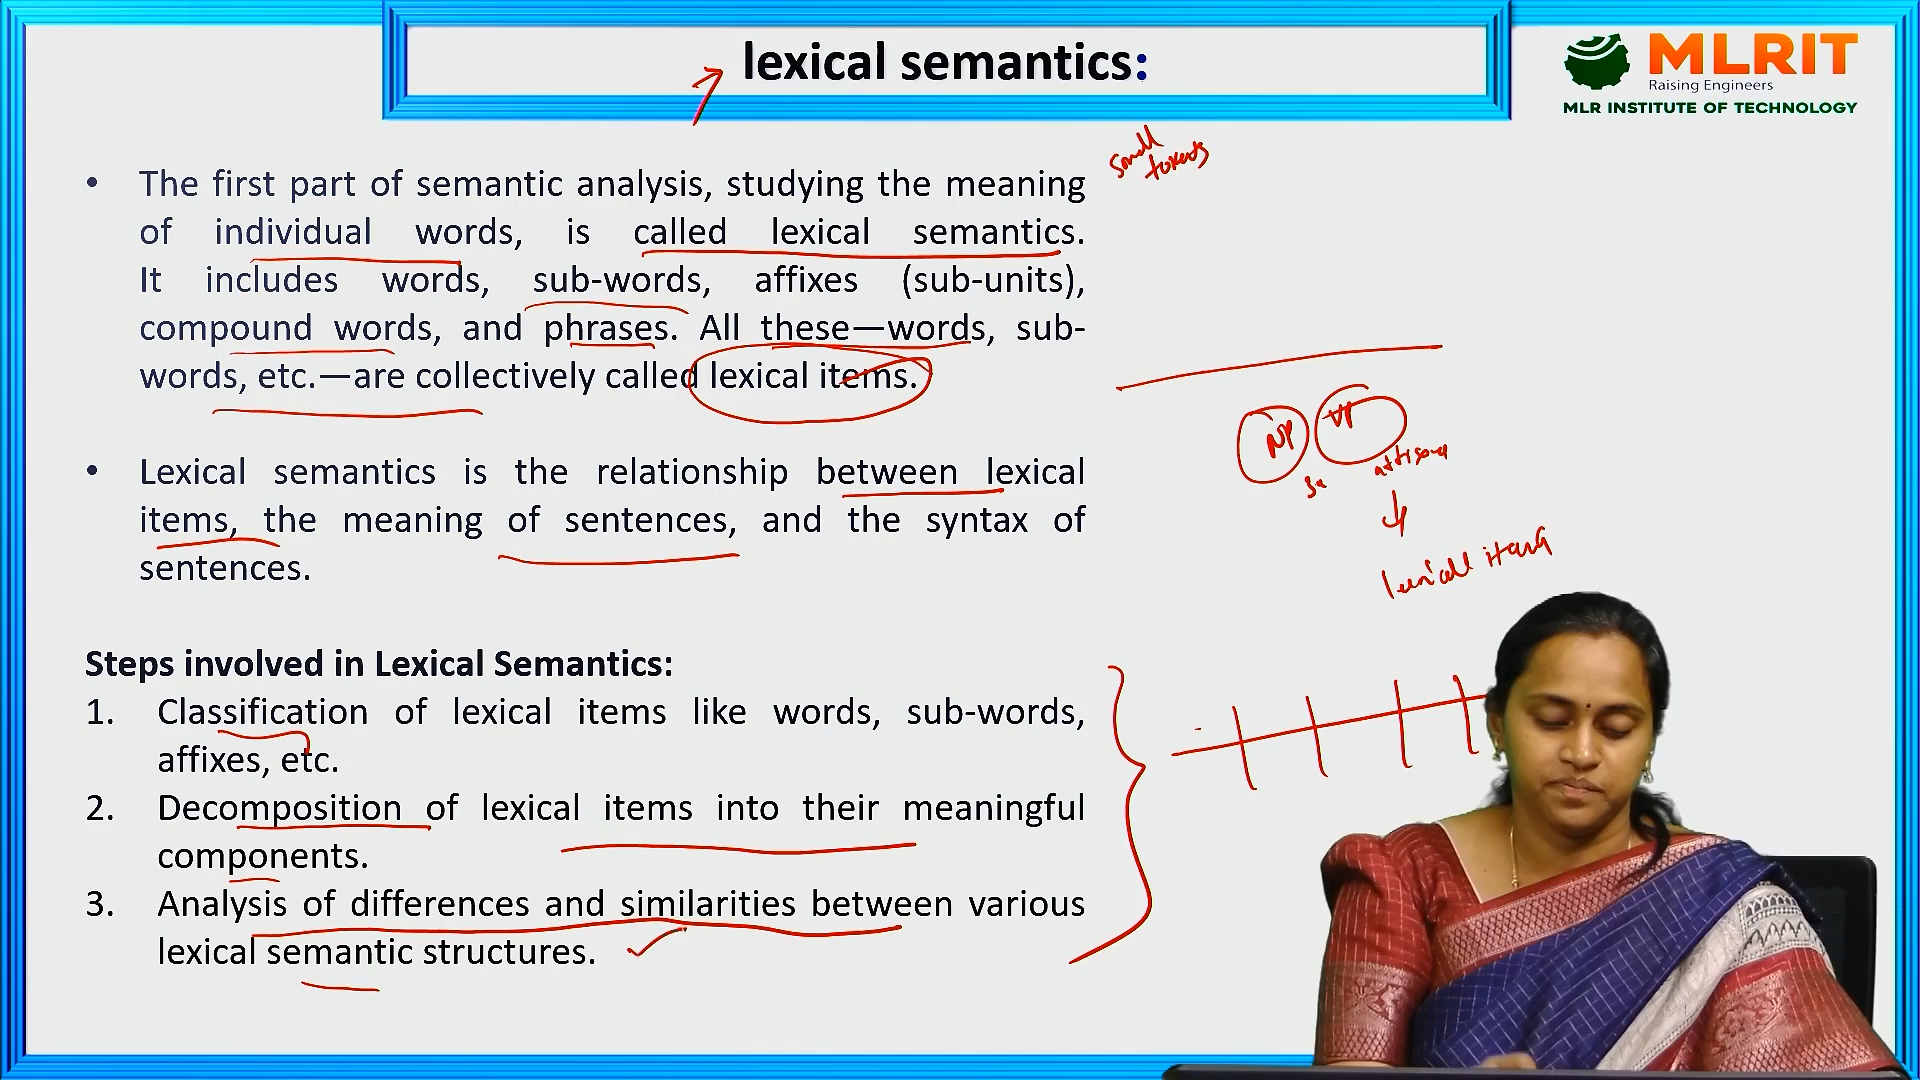 lexical semantics:
MLRIT
Raising Engineers
MLR INSTITUTE OF TECHNOLOGY
small
tokens
• The first part of semantic analysis, studying the meaning
of individual words, is called lexical semantics.
It includes words, sub-words, affixes (sub-units),
compound words, and phrases. All these—words, sub-
words, etc.—are collectively called lexical items.
NP VP
• Lexical semantics is the relationship between lexical
items, the meaning of sentences, and the syntax of
sentences.
Steps involved in Lexical Semantics:
1. Classification of lexical items like words, sub-words,
affixes, etc.
2. Decomposition of lexical items into their meaningful
components.
3. Analysis of differences and similarities between various
lexical semantic structures.